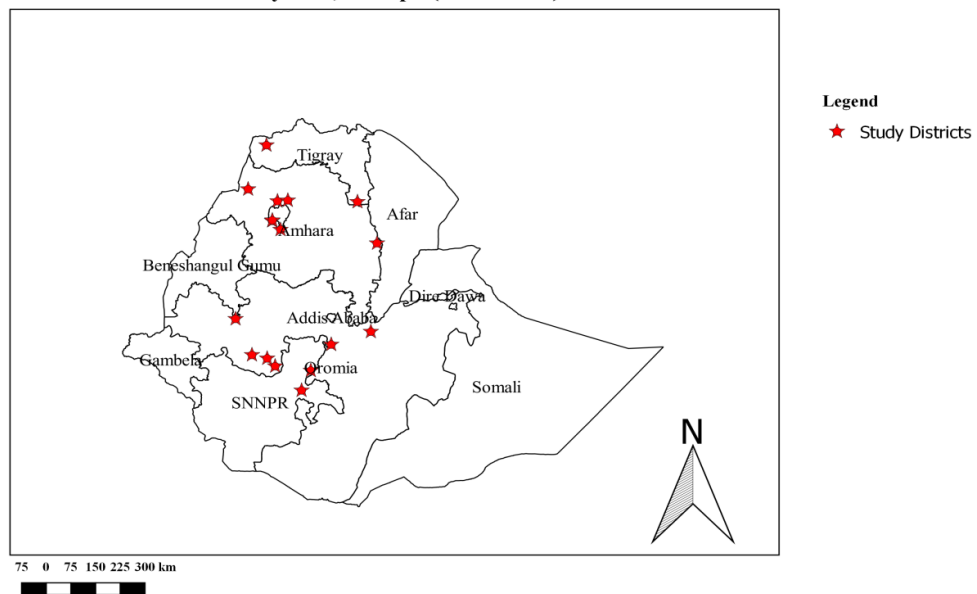 Legend
Study Districts
Tigray
Afar
Amhara
Beneshangul Gumu
Dire Dawa
Addis Ababa
Gambela
Oromia
Somali
SNNPR
N
75 0 75 150 225 300 km